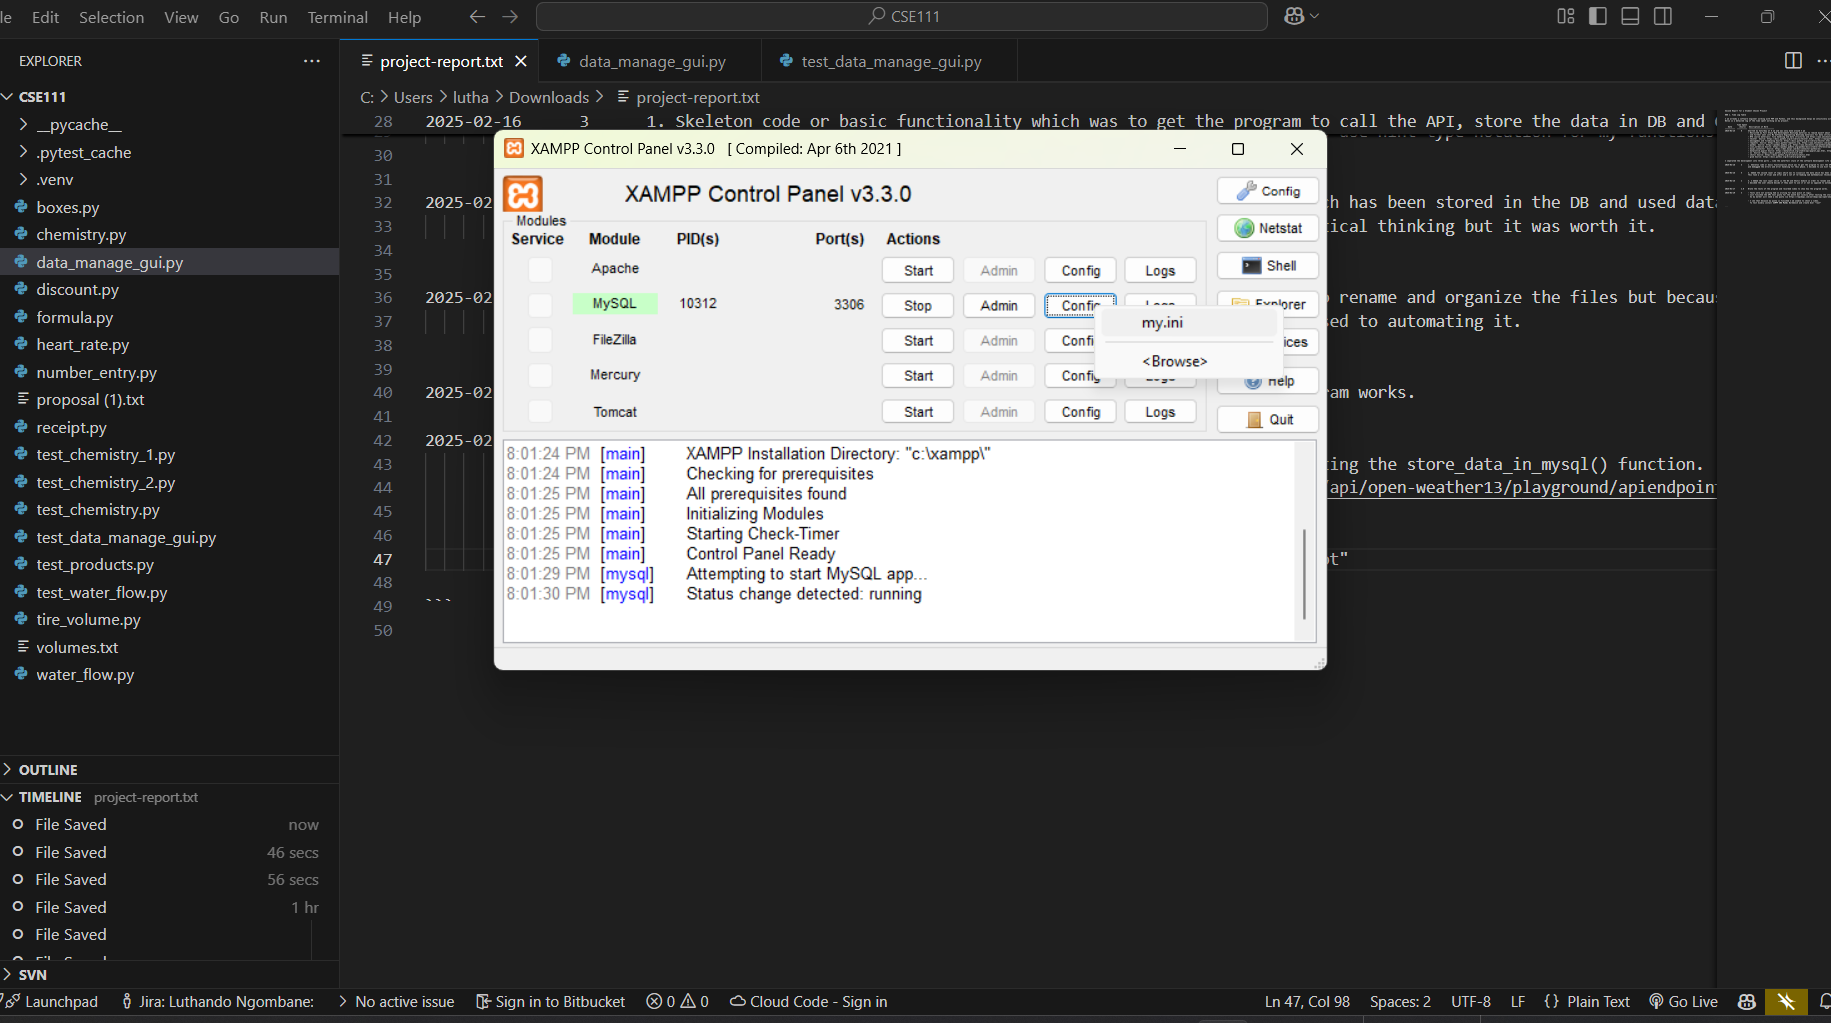 Edit Selection View Go Run Terminal Help
CSE111
EXPLORER
CSE111
__pycache__
.pytest_cache
.venv
boxes.py
chemistry.py
data_manage_gui.py
discount.py
formula.py
heart_rate.py
number_entry.py
proposal (1).txt
receipt.py
test_chemistry_1.py
test_chemistry_2.py
test_chemistry.py
test_data_manage_gui.py
test_products.py
test_water_flow.py
tire_volume.py
volumes.txt
water_flow.py
OUTLINE
TIMELINE project-report.txt
File Saved now
File Saved 46 secs
File Saved 56 secs
File Saved 1 hr
File Saved
SVN
project-report.txt
data_manage_gui.py
test_data_manage_gui.py
C: > Users > lutha > Downloads > project-report.txt
28 2025-02-16 3 1. Skeleton code or basic functionality which was to get the program to call the API, store the data in DB and
30
31
32 2025-02 h has been stored in the DB and used dat
33 ical thinking but it was worth it.
34
35
36 2025-02 rename and organize the files but becau
37 ed to automating it.
38
39
40 2025-02 am works.
41
42 2025-02
43 ing the store_data_in_mysql() function.
44 /api/open-weather13/playground/apiendpoin
45
46
47 ot"
48
49 ```
50
XAMPP Control Panel v3.3.0 [ Compiled: Apr 6th 2021 ]
XAMPP Control Panel v3.3.0
Modules
Service Module PID(s) Port(s) Actions
Apache Start Admin Config Logs
MySQL 10312 3306 Stop Admin Config Logs
FileZilla Start Admin Confi
Mercury Start Admin Config Logs
Tomcat Start Admin Config Logs
my.ini
<Browse>
Config
Netstat
Shell
Explorer
ices
Help
Quit
8:01:24 PM [main] XAMPP Installation Directory: "c:\xampp\"
8:01:24 PM [main] Checking for prerequisites
8:01:25 PM [main] All prerequisites found
8:01:25 PM [main] Initializing Modules
8:01:25 PM [main] Starting Check-Timer
8:01:25 PM [main] Control Panel Ready
8:01:29 PM [mysql] Attempting to start MySQL app...
8:01:30 PM [mysql] Status change detected: running
Launchpad Jira: Luthando Ngombane: No active issue Sign in to Bitbucket 0 0 Cloud Code - Sign in Ln 47, Col 98 Spaces: 2 UTF-8 LF {} Plain Text Go Live